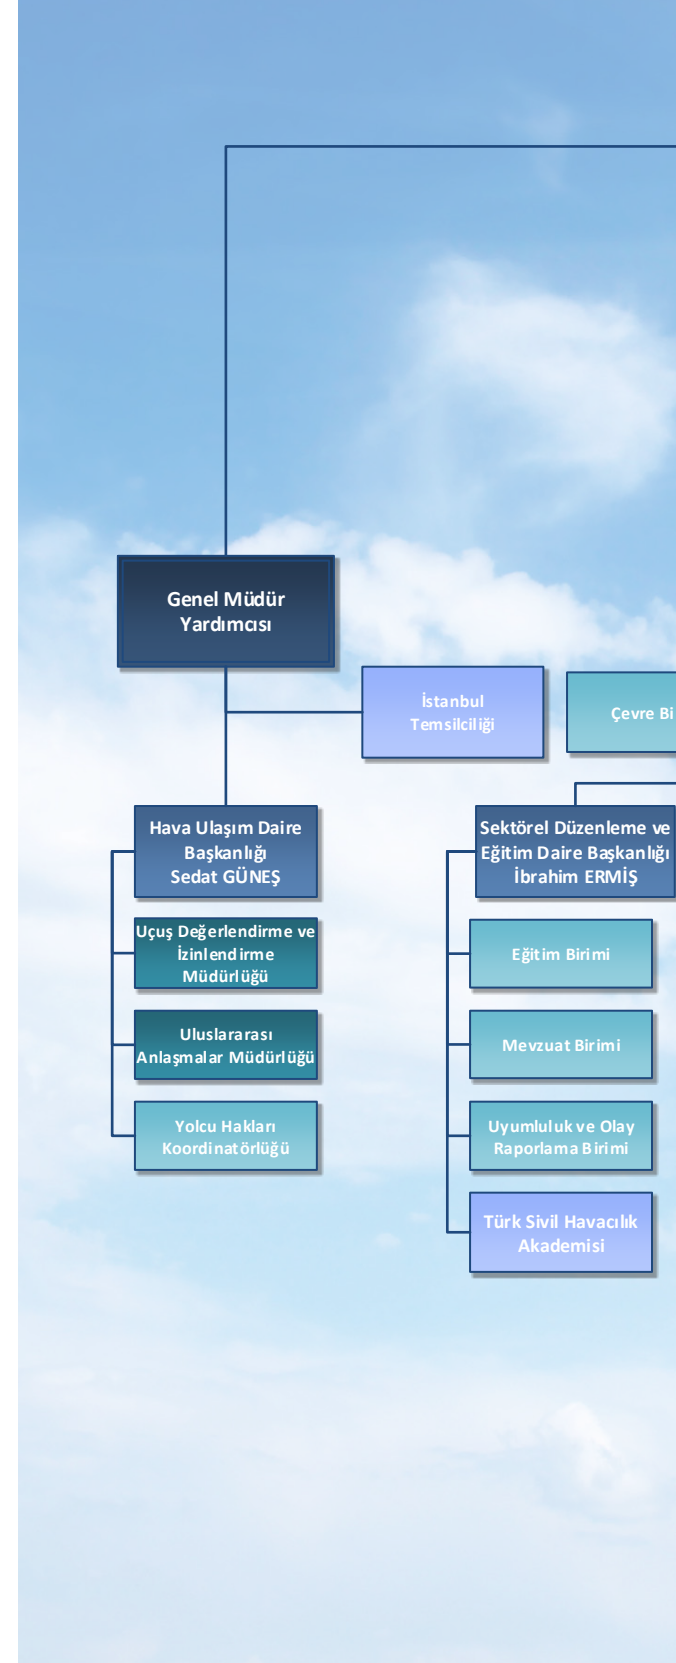 Genel Müdür
Yardımcısı
İstanbul
Temsilciliği
Çevre Bi
Hava Ulaşım Daire
Başkanlığı
Sedat GÜNEŞ
Uçuş Değerlendirme ve
İzinlendirme
Müdürlüğü
Uluslararası
Anlaşmalar Müdürlüğü
Yolcu Hakları
Koordinatörlüğü
Sektörel Düzenleme ve
Eğitim Daire Başkanlığı
İbrahim ERMİŞ
Eğitim Birimi
Mevzuat Birimi
Uyumluluk ve Olay
Raporlama Birimi
Türk Sivil Havacılık
Akademisi